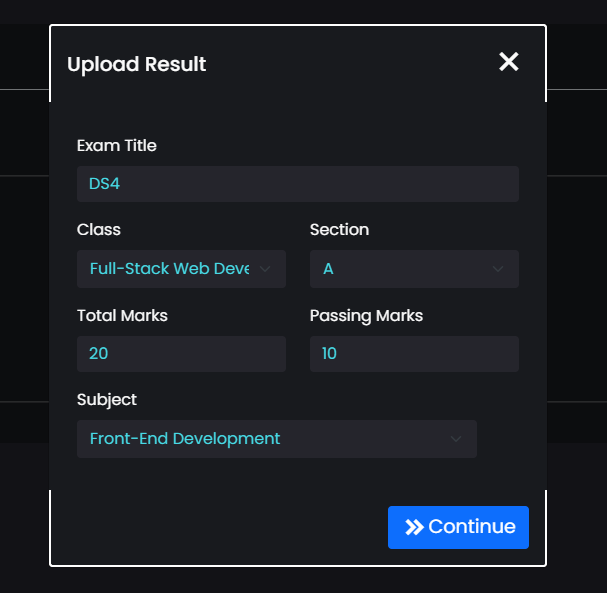 Upload Result
Exam Title
DS4
Class Section
Full-Stack Web Deve A
Total Marks Passing Marks
20 10
Subject
Front-End Development
Continue